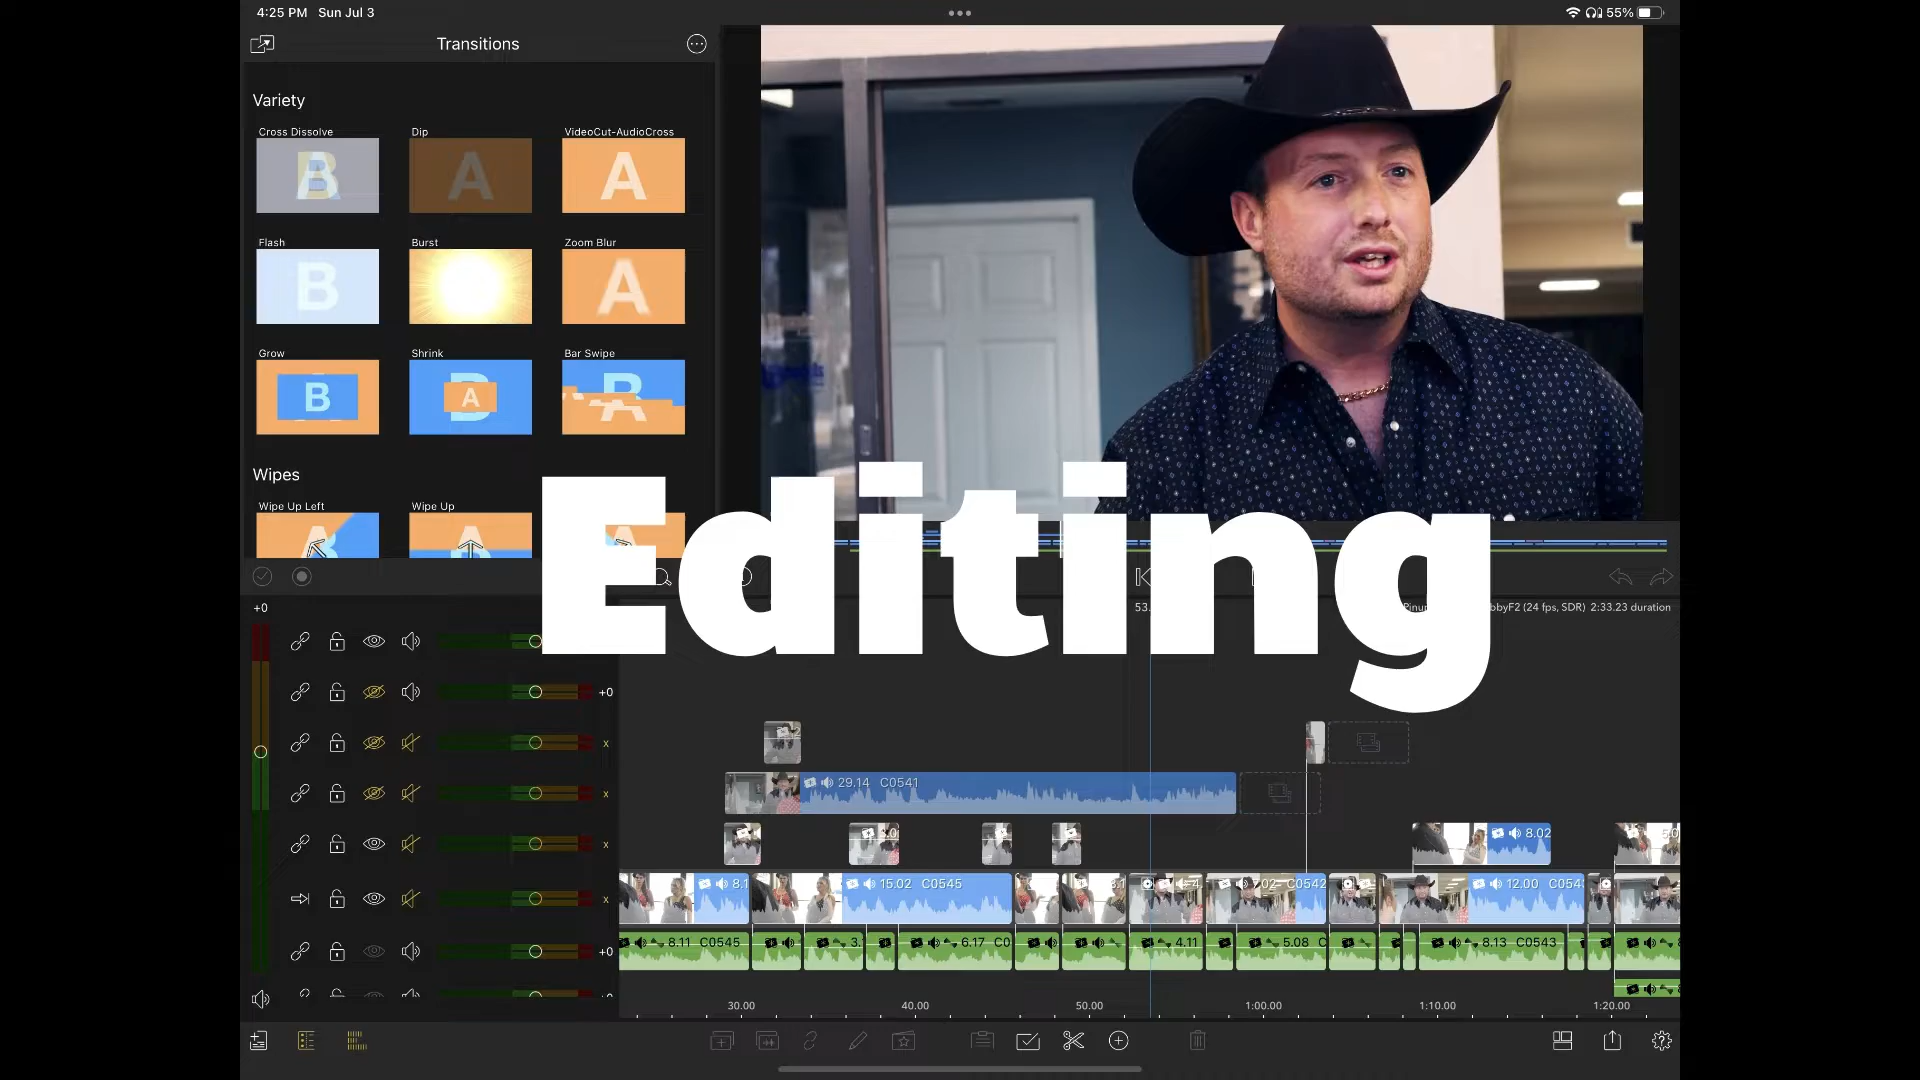 4:25 PM Sun Jul 3
55%
Transitions
Variety
Cross Dissolve Dip VideoCut-AudioCross
B A A
Flash Burst Zoom Blur
B A
Grow Shrink Bar Swipe
B A
Wipes
Wipe Up Left Wipe Up
Editing
+0
53.
(24 fps, SDR) 2:33.23 duration
+0
x
29.14 C0541
x
8.02
x
15.02 C0545
7.02 C0542
12.00
x
8.11 C0545
6.17
4.11
5.08
8.13 C0543
+0
30.00 40.00 50.00 1:00.00 1:10.00 1:20.00